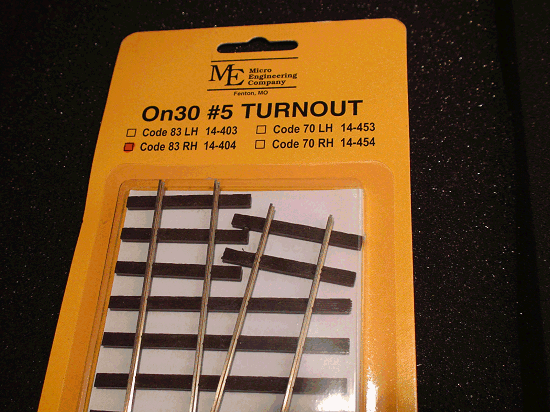 ME Micro
Engineering
Company
Fenton, MO
On30 #5 TURNOUT
Code 83 LH 14-403 Code 70 LH 14-453
Code 83 RH 14-404 Code 70 RH 14-454